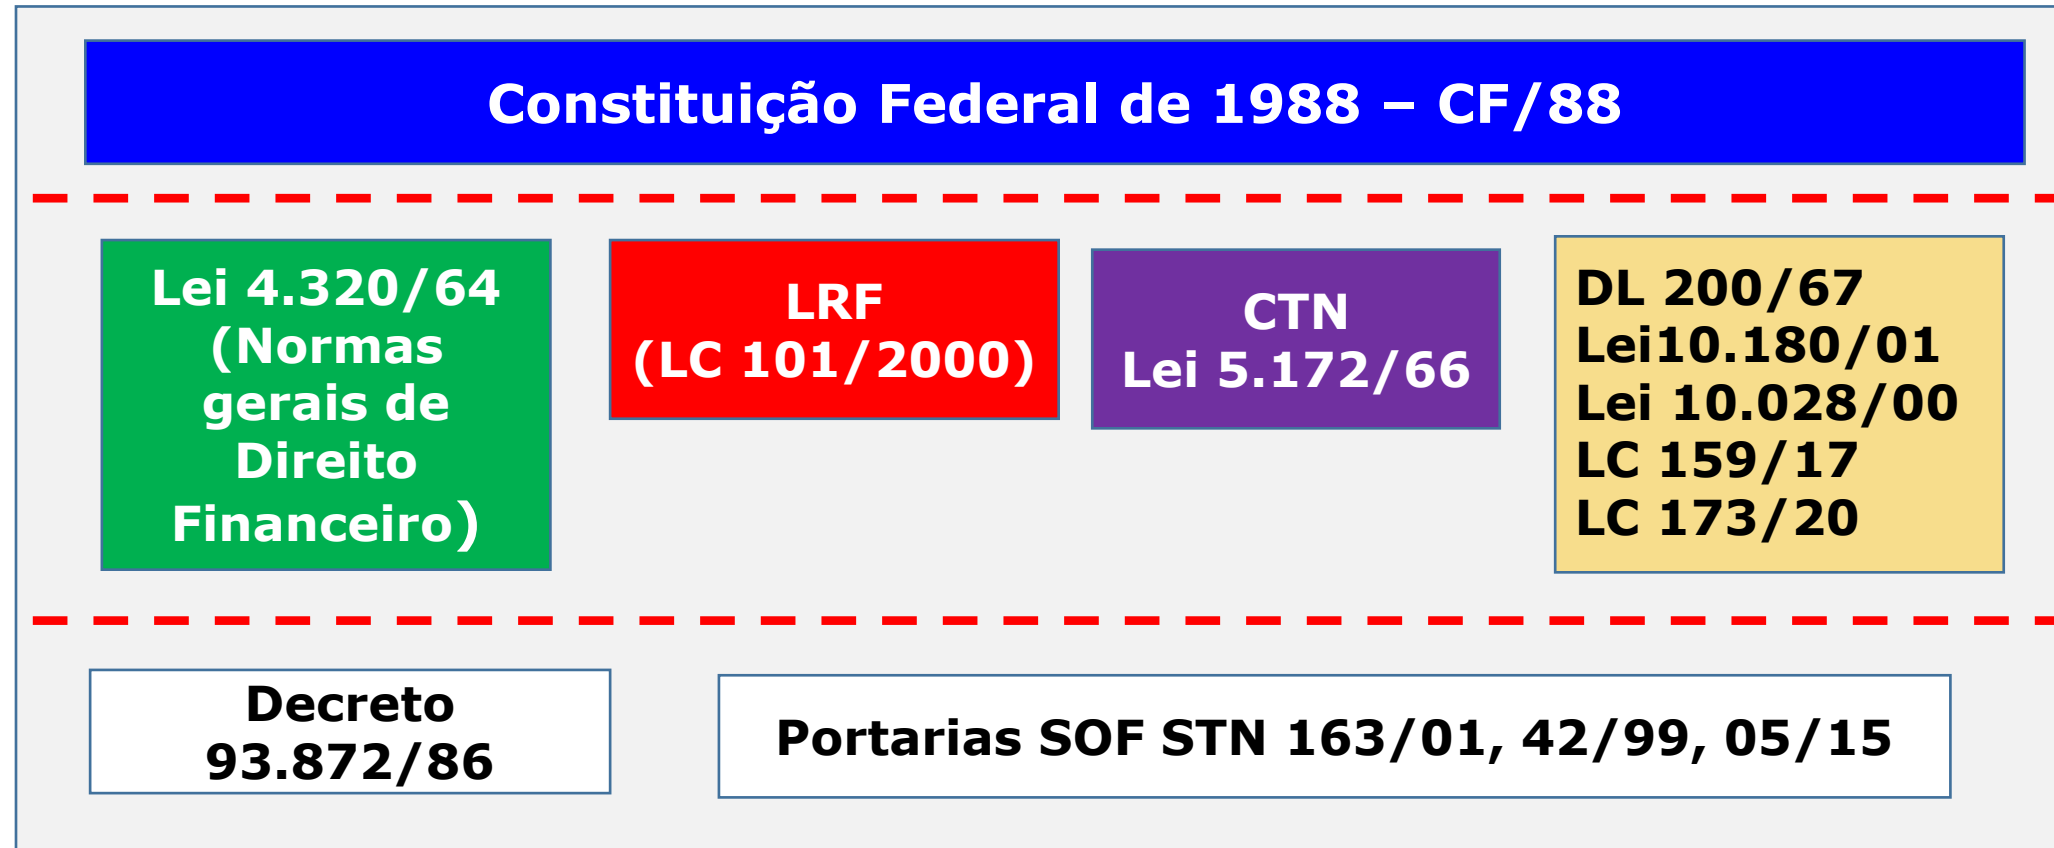 Constituição Federal de 1988 – CF/88
Lei 4.320/64
(Normas
gerais de
Direito
Financeiro)
LRF
(LC 101/2000)
CTN
Lei 5.172/66
DL 200/67
Lei10.180/01
Lei 10.028/00
LC 159/17
LC 173/20
Decreto
93.872/86
Portarias SOF STN 163/01, 42/99, 05/15